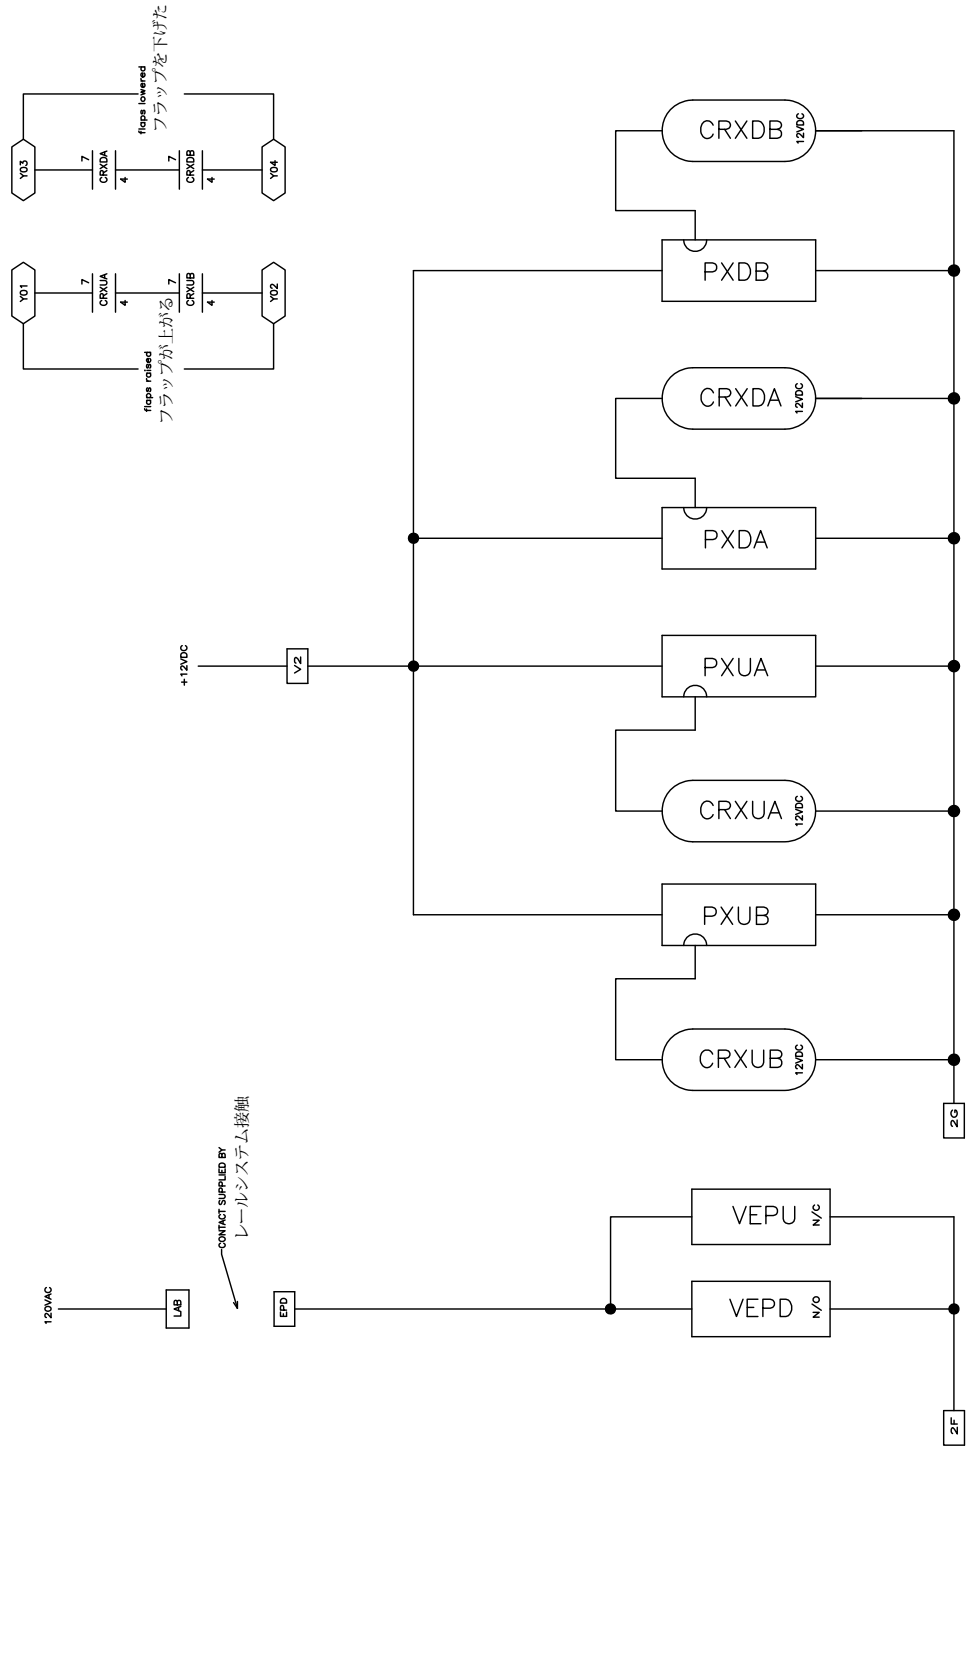 Y03
7
CRXDA
4
7
CRXDB
4
Y04
flaps lowered
フラップを下げた
Y01
7
CRXUA
4
7
CRXUB
4
Y02
flaps raised
フラップが上がる
CRXDB
12VDC
PXDB
CRXDA
12VDC
PXDA
+12VDC
V2
PXUA
CRXUA
12VDC
PXUB
CRXUB
12VDC
2G
CONTACT SUPPLIED BY
レールシステム接触
120VAC
LAB
EPD
VEPU
N/C
VEPD
N/O
2F